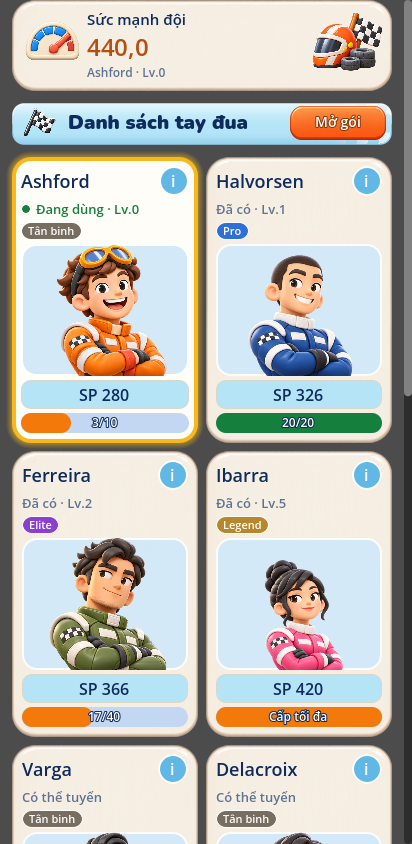 Sức mạnh đội
440,0
Ashford · Lv.0
Danh sách tay đua
Mở gói
Ashford
i
Đang dùng · Lv.0
Tân binh
SP 280
3/10
Halvorsen
i
Đã có · Lv.1
Pro
SP 326
20/20
Ferreira
i
Đã có · Lv.2
Elite
SP 366
17/40
Ibarra
i
Đã có · Lv.5
Legend
SP 420
Cấp tối đa
Varga
i
Có thể tuyển
Tân binh
Delacroix
i
Có thể tuyển
Tân binh